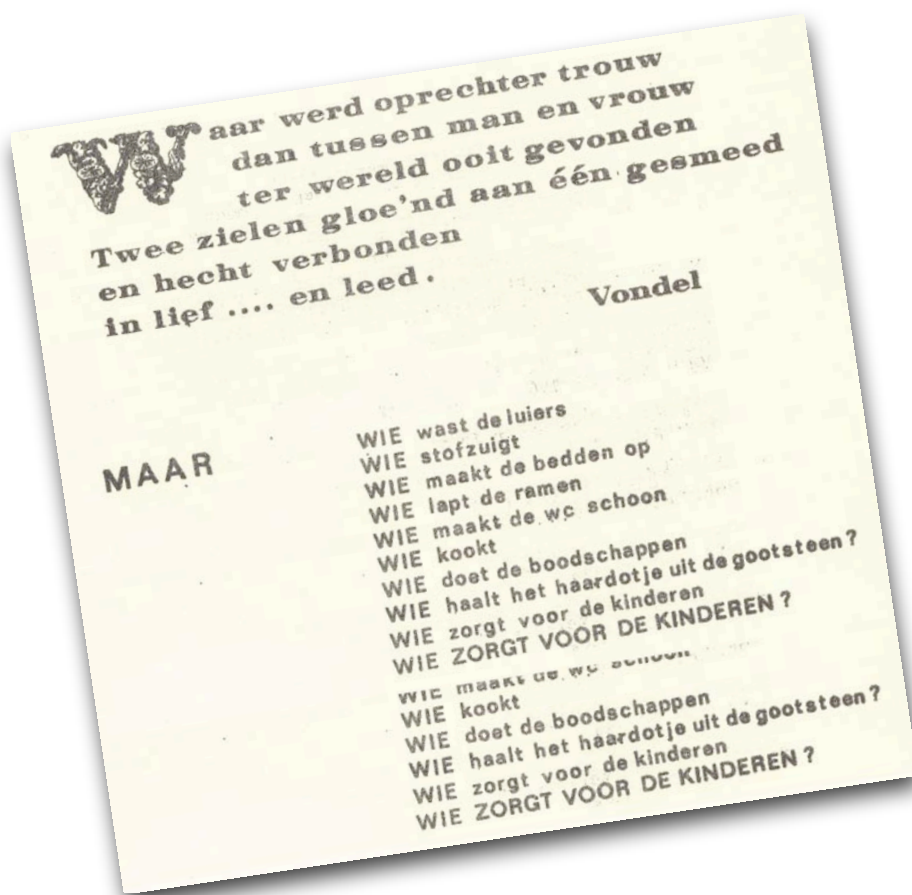 Waar werd oprechter trouw
dan tussen man en vrouw
ter wereld ooit gevonden
Twee zielen gloe'nd aan één gesmeed
en hecht verbonden
in lief .... en leed.
Vondel
MAAR
WIE wast de luiers
WIE stofzuigt
WIE maakt de bedden op
WIE lapt de ramen
WIE maakt de wc schoon
WIE kookt
WIE doet de boodschappen
WIE haalt het haardotje uit de gootsteen?
WIE zorgt voor de kinderen
WIE ZORGT VOOR DE KINDEREN?
WIE maakt de wc schoon
WIE kookt
WIE doet de boodschappen
WIE haalt het haardotje uit de gootsteen?
WIE zorgt voor de kinderen
WIE ZORGT VOOR DE KINDEREN?